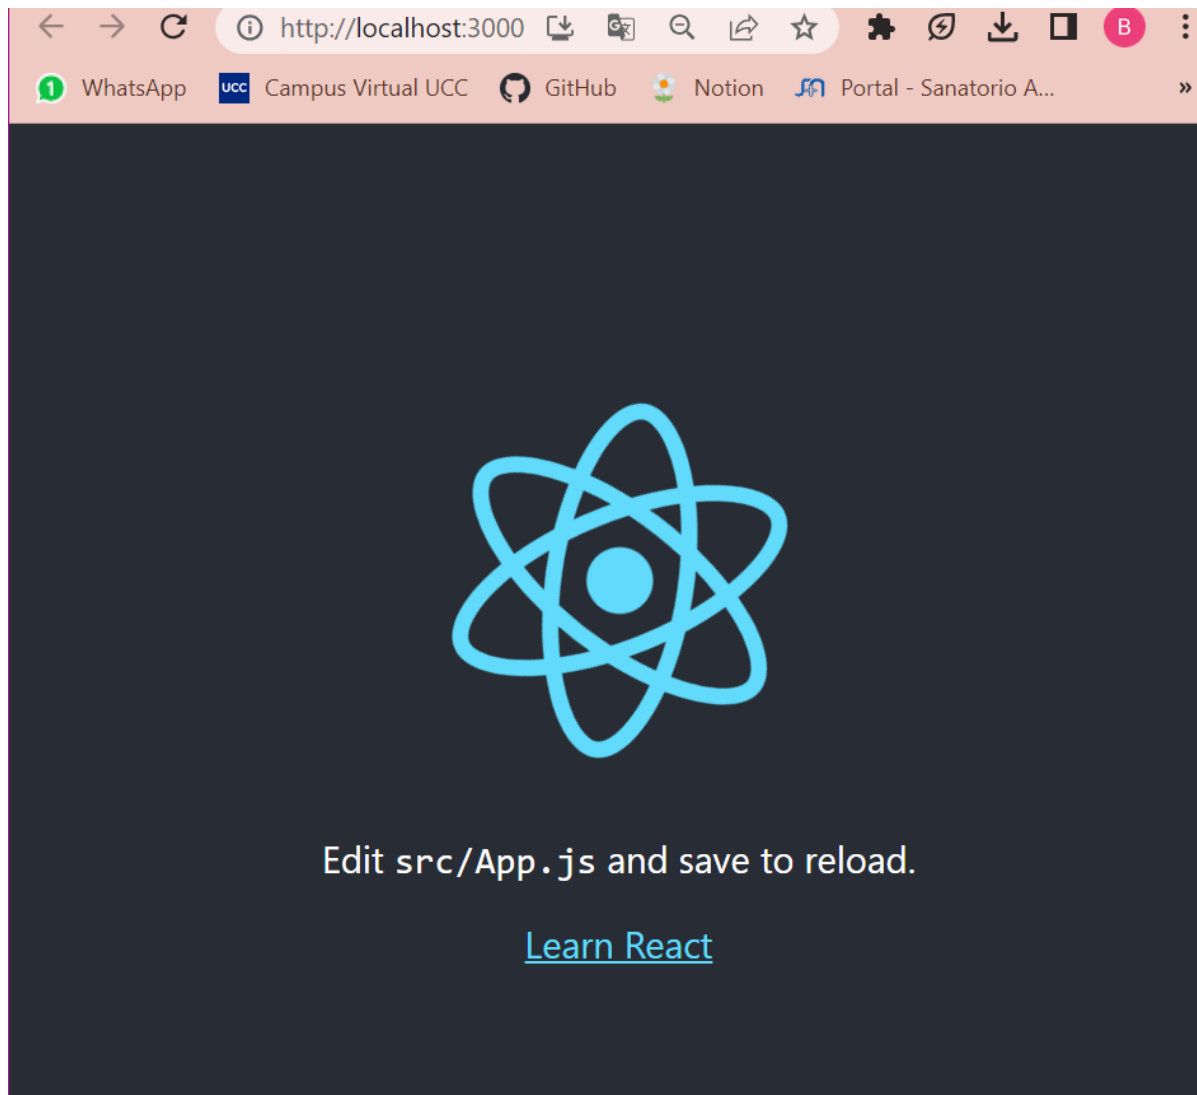 http://localhost:3000
B
1 WhatsApp UCC Campus Virtual UCC GitHub Notion Portal - Sanatorio A... »
Edit src/App.js and save to reload.
Learn React